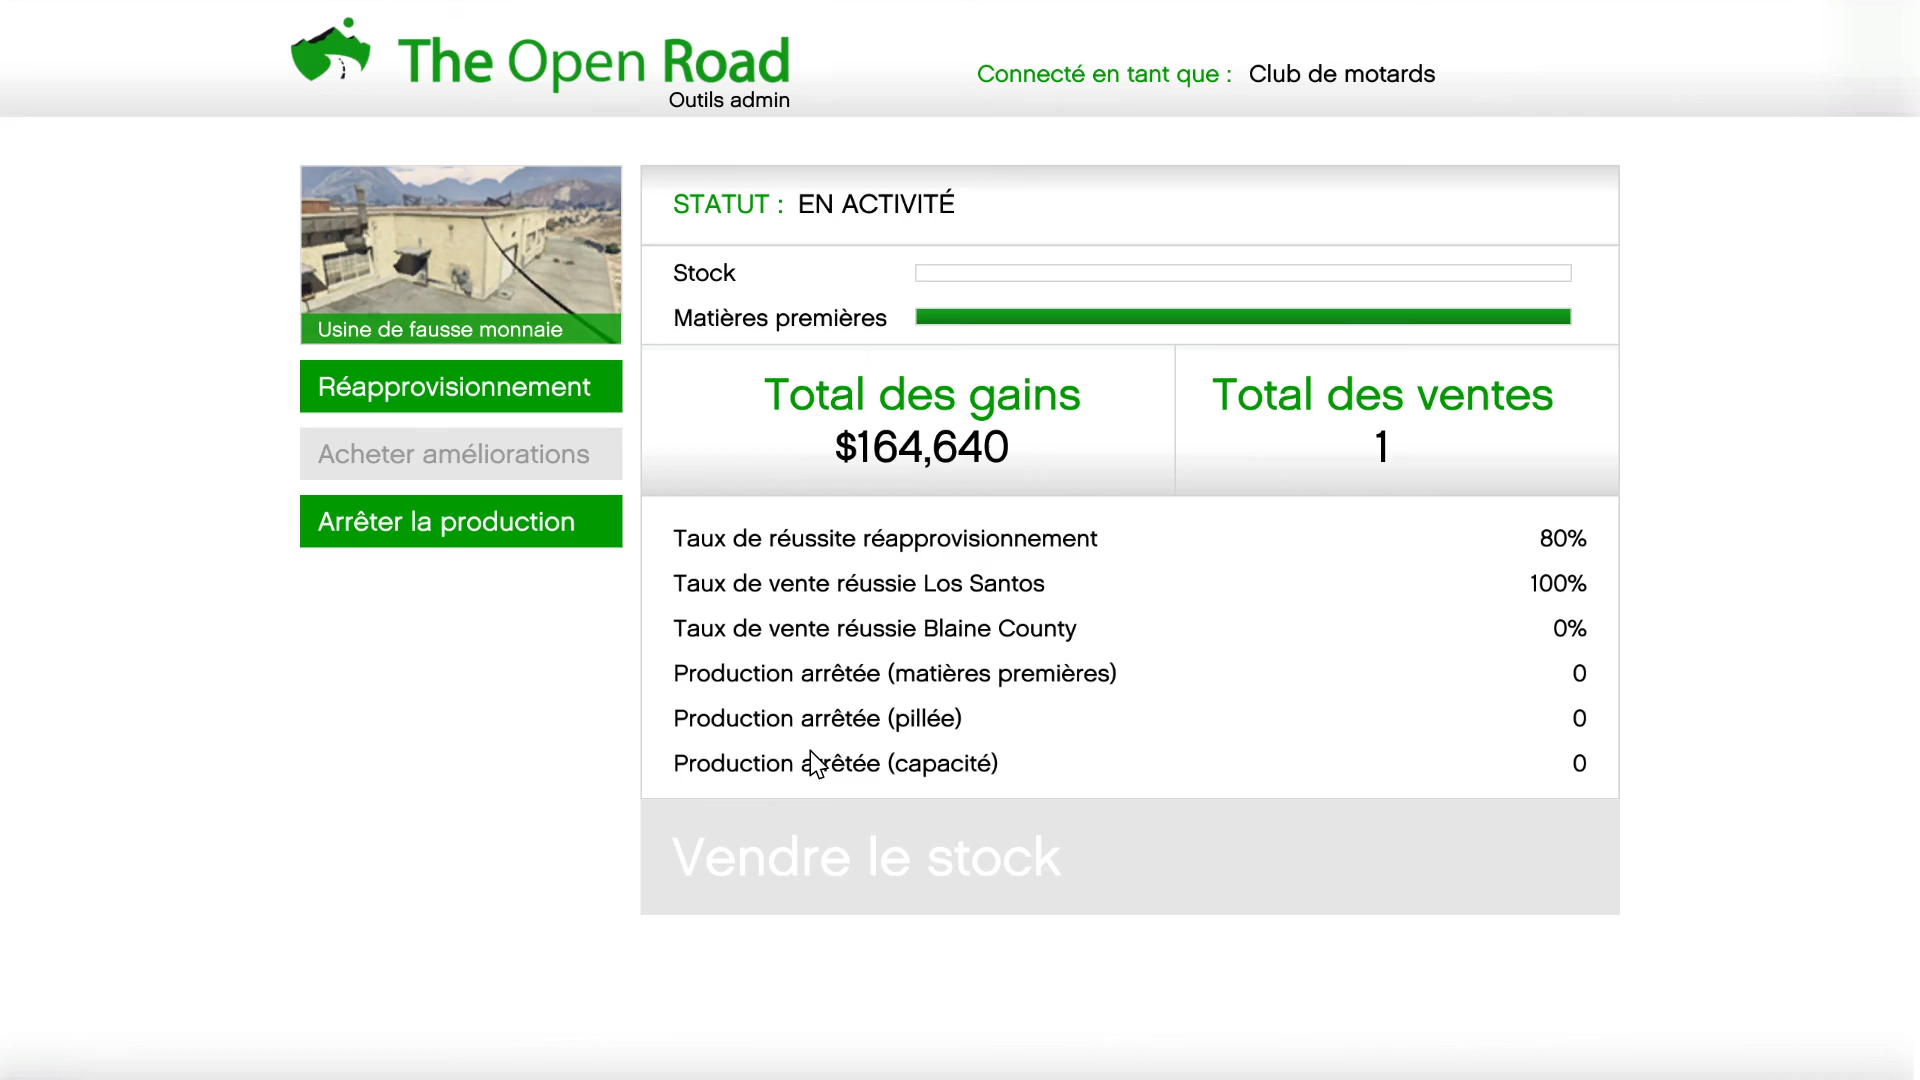 The Open Road
Outils admin
Connecté en tant que : Club de motards
Usine de fausse monnaie
Réapprovisionnement
Acheter améliorations
Arrêter la production
STATUT : EN ACTIVITÉ
Stock
Matières premières
Total des gains
$164,640
Total des ventes
1
Taux de réussite réapprovisionnement 80%
Taux de vente réussie Los Santos 100%
Taux de vente réussie Blaine County 0%
Production arrêtée (matières premières) 0
Production arrêtée (pillée) 0
Production arrêtée (capacité) 0
Vendre le stock